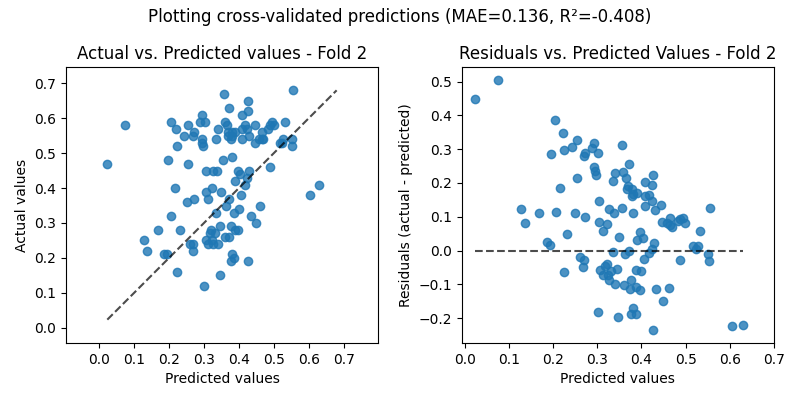 Plotting cross-validated predictions (MAE=0.136, R²=-0.408)
Actual vs. Predicted values - Fold 2
Actual values
0.7
0.6
0.5
0.4
0.3
0.2
0.1
0.0
0.0 0.1 0.2 0.3 0.4 0.5 0.6 0.7
Predicted values
Residuals vs. Predicted Values - Fold 2
Residuals (actual - predicted)
0.5
0.4
0.3
0.2
0.1
0.0
−0.1
−0.2
0.0 0.1 0.2 0.3 0.4 0.5 0.6 0.7
Predicted values